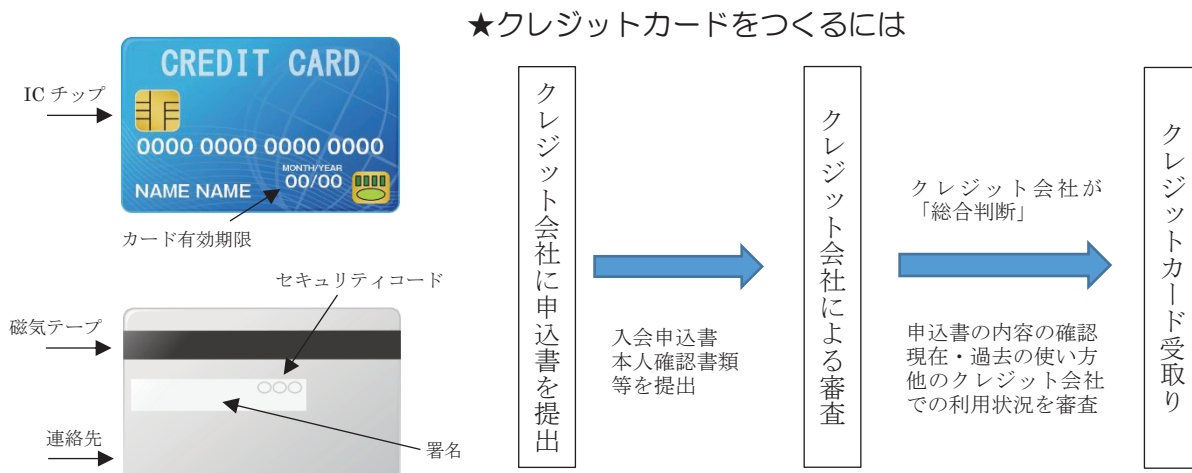 ★クレジットカードをつくるには
CREDIT CARD
ICチップ
0000 0000 0000 0000
MONTH/YEAR
00/00
NAME NAME
カード有効期限
セキュリティコード
磁気テープ
○○○
署名
連絡先
クレジット会社に申込書を提出
入会申込書
本人確認書類
等を提出
クレジット会社による審査
クレジット会社が
「総合判断」
申込書の内容の確認
現在・過去の使い方
他のクレジット会社
での利用状況を審査
クレジットカード受取り